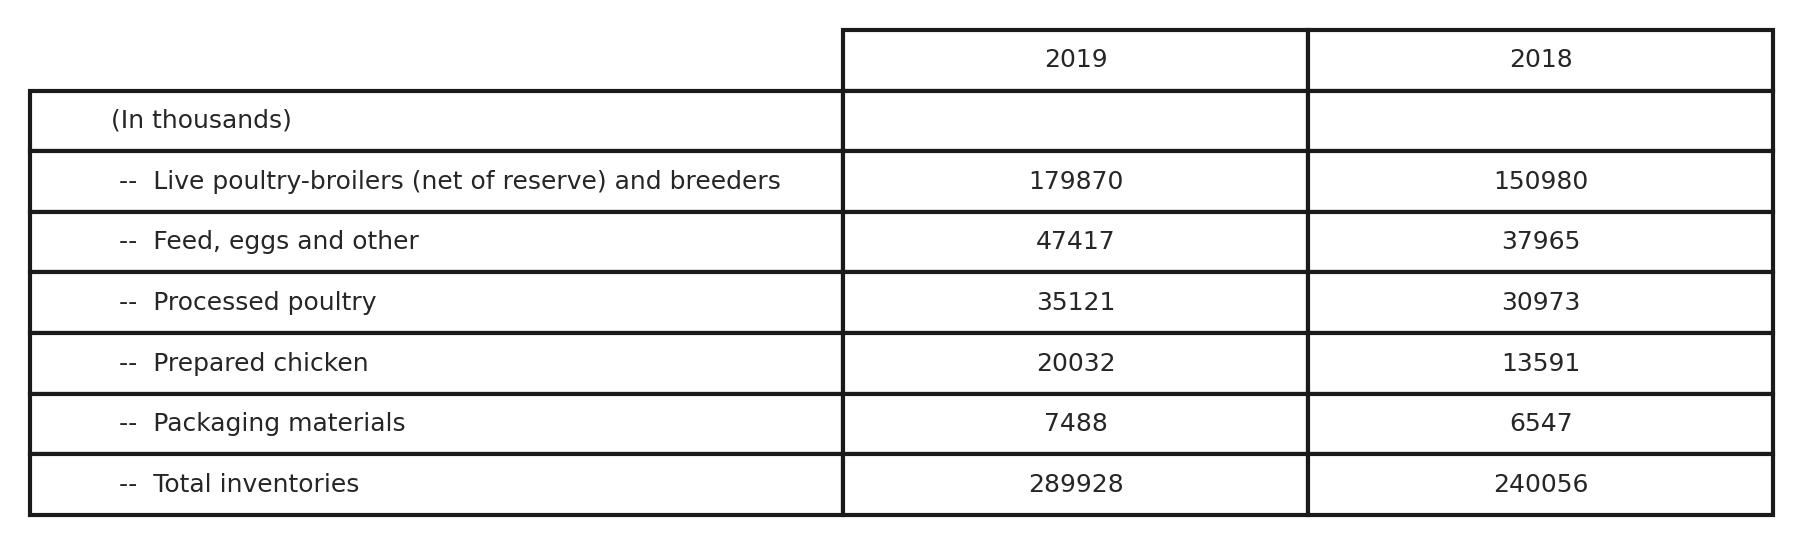 2019 2018
(In thousands)
-- Live poultry-broilers (net of reserve) and breeders 179870 150980
-- Feed, eggs and other 47417 37965
-- Processed poultry 35121 30973
-- Prepared chicken 20032 13591
-- Packaging materials 7488 6547
-- Total inventories 289928 240056